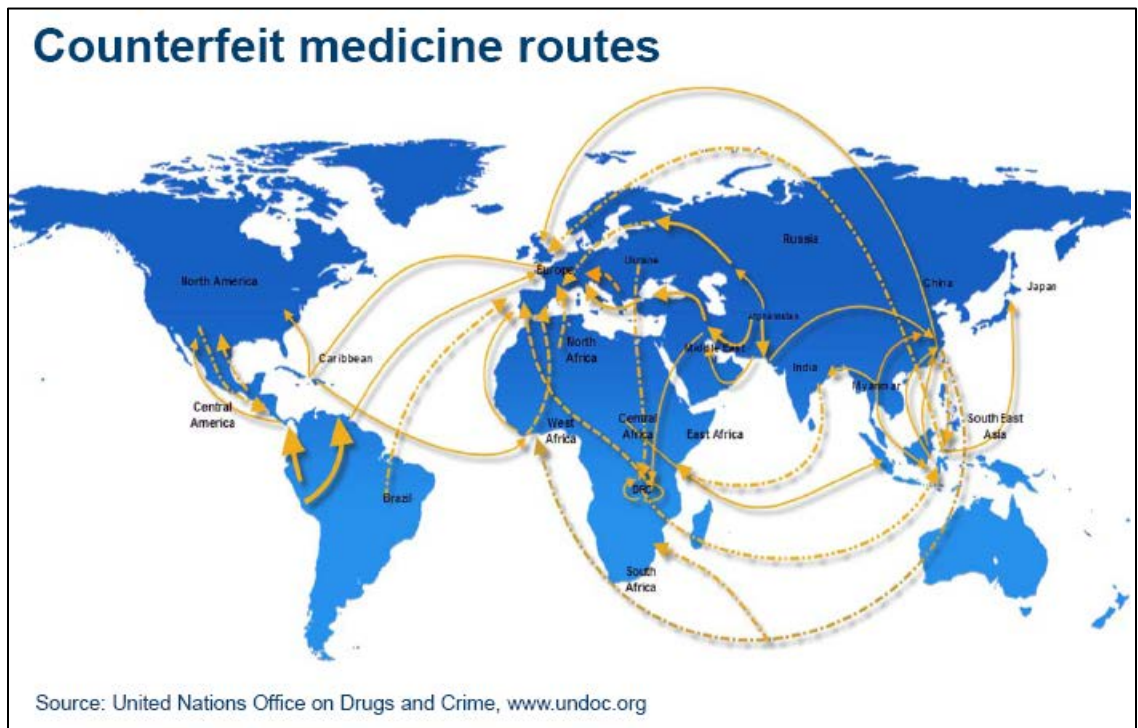 Counterfeit medicine routes
Russia
Ukraine
Europe
North America
China
Japan
Afghanistan
North
Africa
Middle East
Caribbean
India
Myanmar
Central
America
West
Africa
Central
Africa
East Africa
South East
Asia
Brazil
DRC
South
Africa
Source: United Nations Office on Drugs and Crime, www.undoc.org